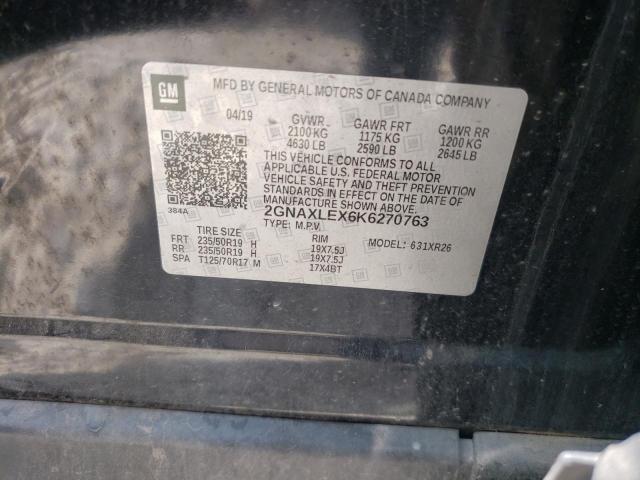 GM
MFD BY GENERAL MOTORS OF CANADA COMPANY
04/19 GVWR GAWR FRT GAWR RR
2100 KG 1175 KG 1200 KG
4630 LB 2590 LB 2645 LB
THIS VEHICLE CONFORMS TO ALL
APPLICABLE U.S. FEDERAL MOTOR
VEHICLE SAFETY AND THEFT
PREVENTION STANDARDS IN
EFFECT ON THE DATE OF
MANUFACTURE SHOWN ABOVE.
384A
2GNAXLEX6K6270763
TYPE: M.P.V
TIRE SIZE RIM MODEL: 631XR26
FRT 235/50R19 H 19X7.5J
RR 235/50R19 H 19X7.5J
SPA T125/70R17 M 17X4BT